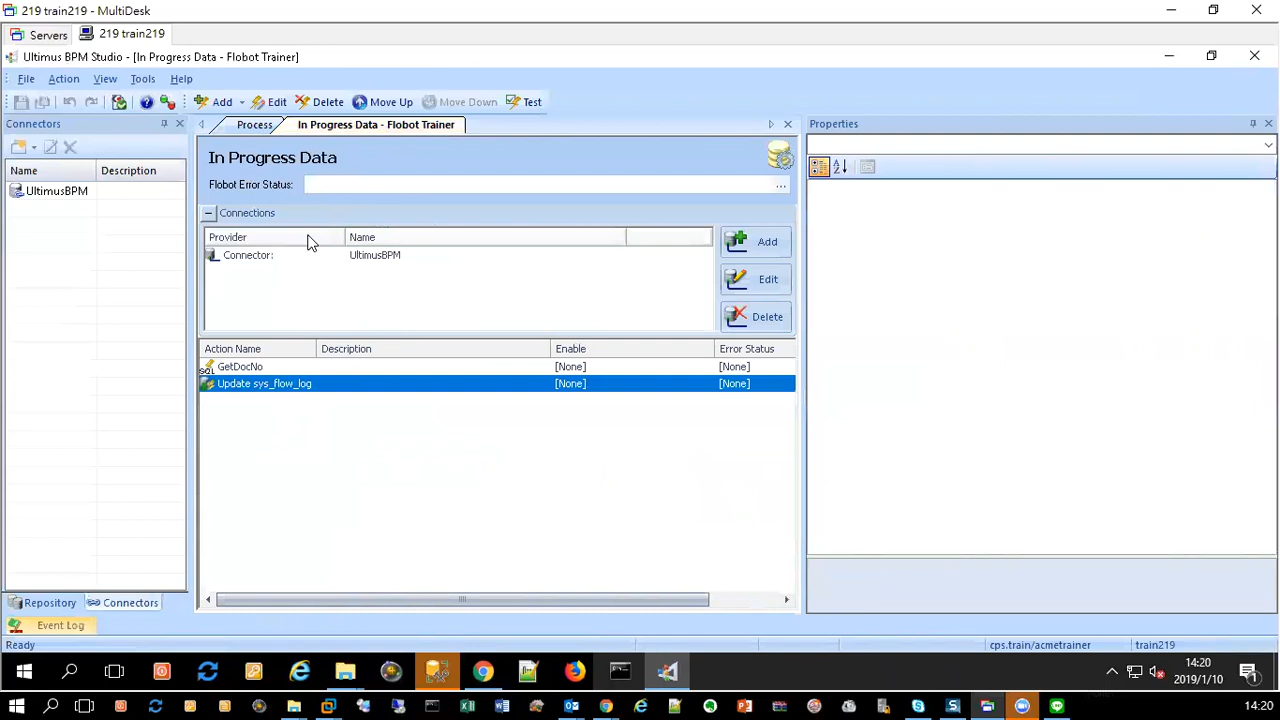 219 train219 - MultiDesk
Servers 219 train219
Ultimus BPM Studio - [In Progress Data - Flobot Trainer]
File Action View Tools Help
Add Edit Delete Move Up Move Down Test
Connectors
Process In Progress Data - Flobot Trainer
Properties
In Progress Data
Name Description
Flobot Error Status: ...
UltimusBPM
Connections
Provider Name
Add
Connector: UltimusBPM
Edit
Delete
Action Name Description Enable Error Status
SQL GetDocNo [None] [None]
Update sys_flow_log [None] [None]
Repository Connectors
Event Log
Ready cps.train/acmetrainer train219
14:20
2019/1/10
1
14:20